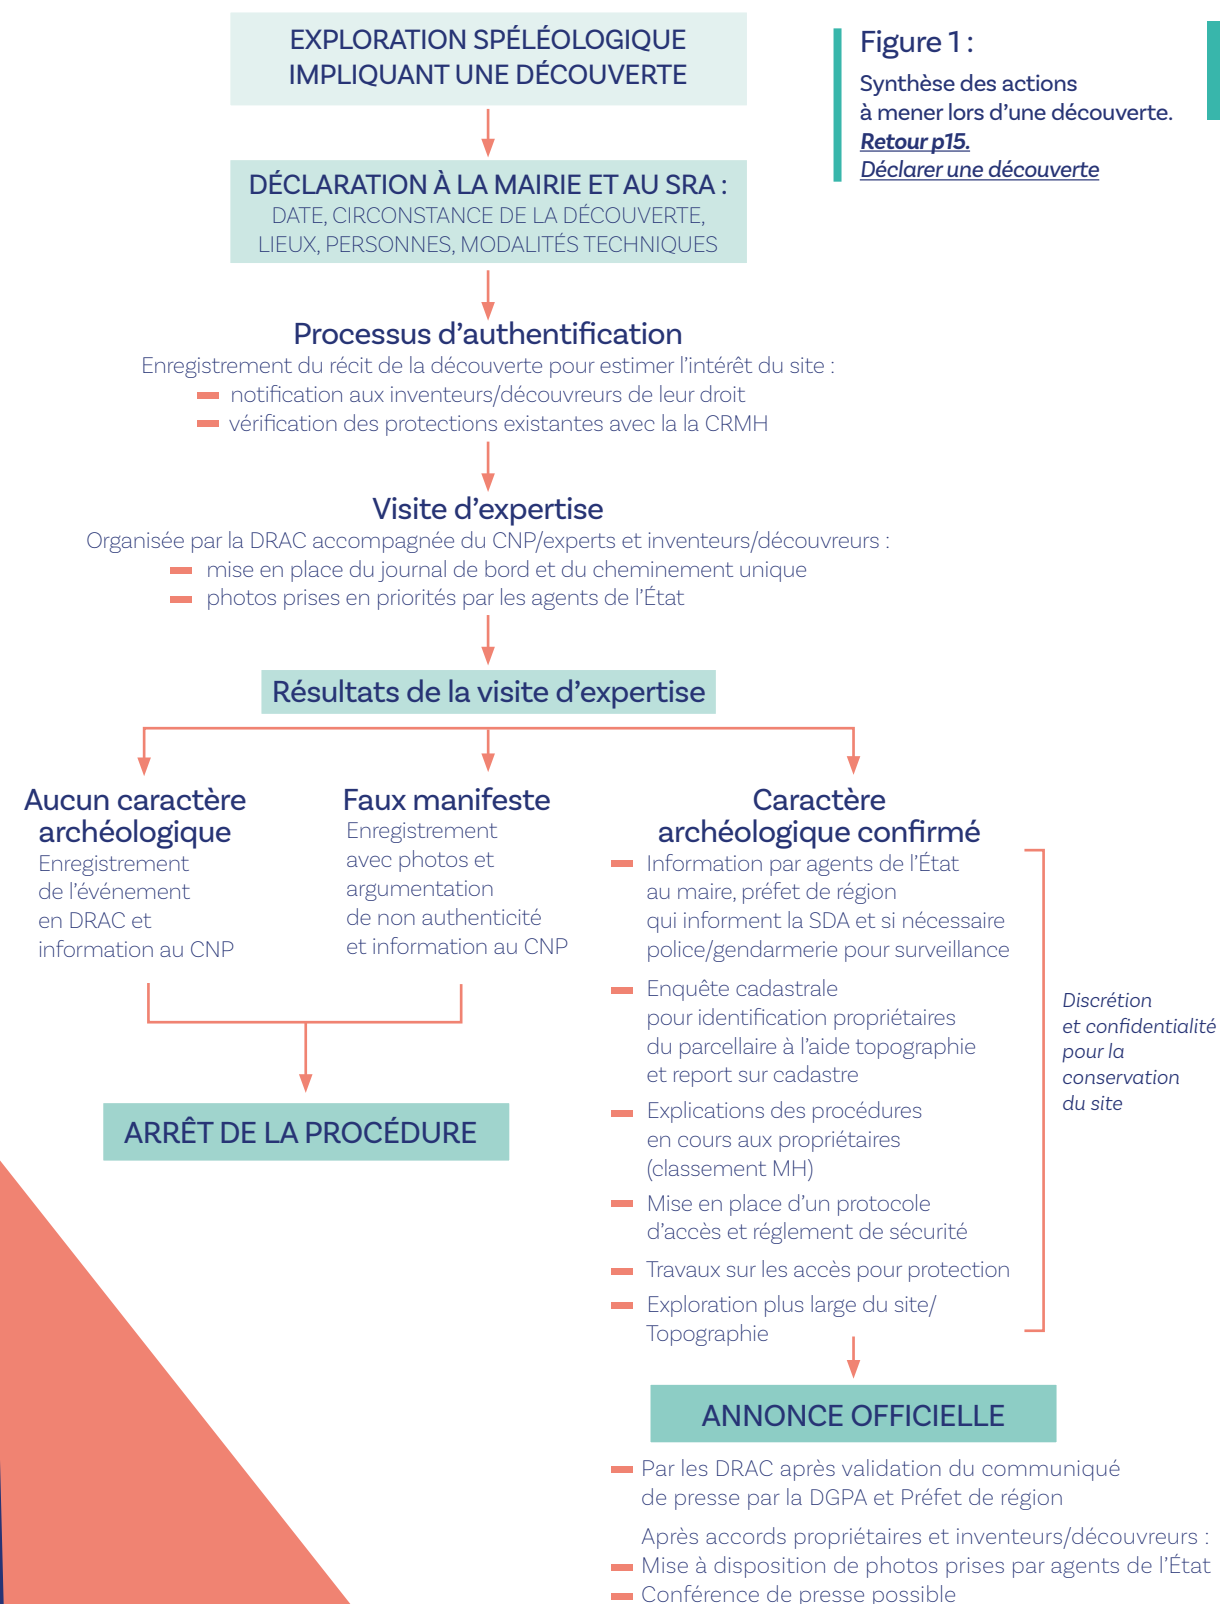 EXPLORATION SPÉLÉOLOGIQUE
IMPLIQUANT UNE DÉCOUVERTE
Figure 1 :
Synthèse des actions
à mener lors d’une découverte.
Retour p15.
Déclarer une découverte
DÉCLARATION À LA MAIRIE ET AU SRA :
DATE, CIRCONSTANCE DE LA DÉCOUVERTE,
LIEUX, PERSONNES, MODALITÉS TECHNIQUES
Processus d’authentification
Enregistrement du récit de la découverte pour estimer l’intérêt du site :
notification aux inventeurs/découvreurs de leur droit
vérification des protections existantes avec la la CRMH
Visite d’expertise
Organisée par la DRAC accompagnée du CNP/experts et inventeurs/découvreurs :
mise en place du journal de bord et du cheminement unique
photos prises en priorités par les agents de l’État
Résultats de la visite d’expertise
Aucun caractère
archéologique
Enregistrement
de l’événement
en DRAC et
information au CNP
Faux manifeste
Enregistrement
avec photos et
argumentation
de non authenticité
et information au CNP
ARRÊT DE LA PROCÉDURE
Caractère
archéologique confirmé
Information par agents de l’État
au maire, préfet de région
qui informent la SDA et si nécessaire
police/gendarmerie pour surveillance
Enquête cadastrale
pour identification propriétaires
du parcellaire à l’aide topographie
et report sur cadastre
Explications des procédures
en cours aux propriétaires
(classement MH)
Mise en place d’un protocole
d’accès et réglement de sécurité
Travaux sur les accès pour protection
Exploration plus large du site/
Topographie
Discrétion
et confidentialité
pour la
conservation
du site
ANNONCE OFFICIELLE
Par les DRAC après validation du communiqué
de presse par la DGPA et Préfet de région
Après accords propriétaires et inventeurs/découvreurs :
Mise à disposition de photos prises par agents de l’État
Conférence de presse possible